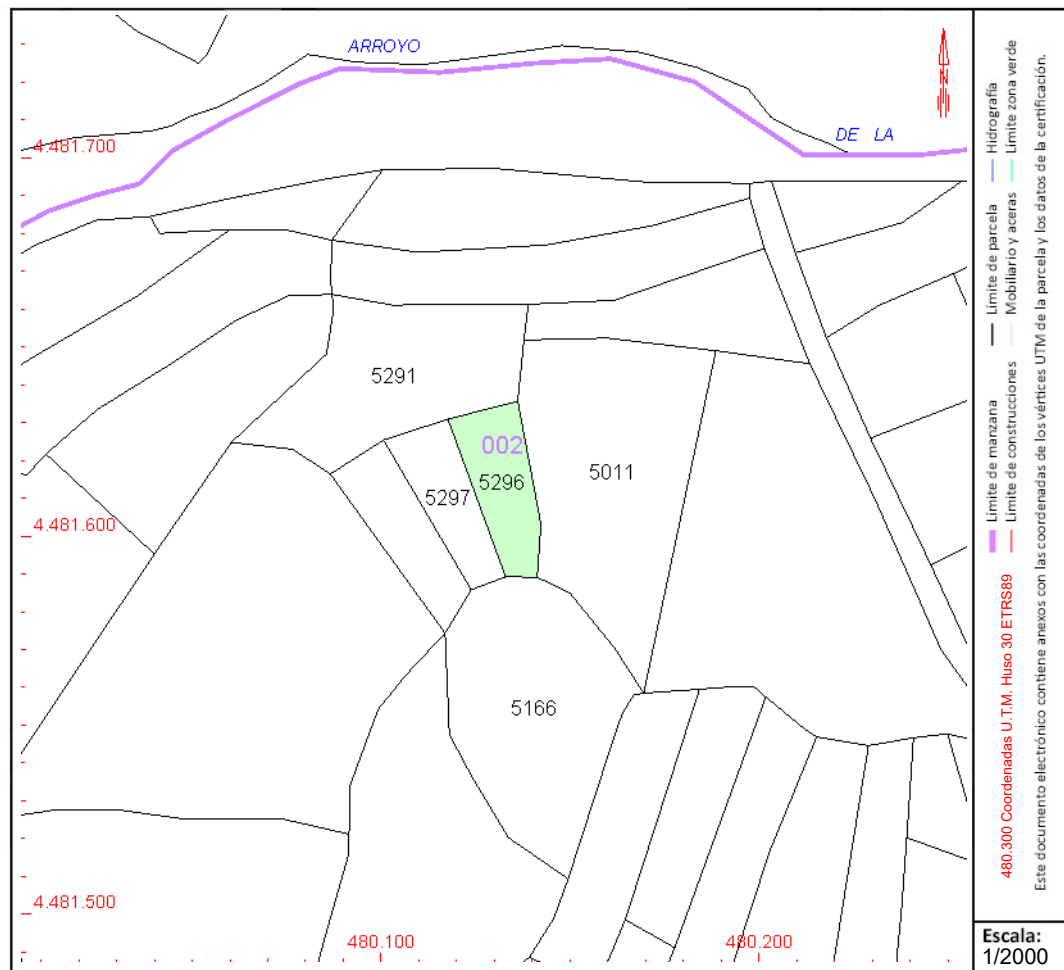 ARROYO
DE LA
N
4.481.700
5291
002
5296
5011
5297
4.481.600
5166
4.481.500
480.100
480.200
Límite de manzana
Límite de parcela
Hidrografía
Límite de construcciones
Mobiliario y aceras
Límite zona verde
480.300 Coordenadas U.T.M. Huso 30 ETRS89
Este documento electrónico contiene anexos con las coordenadas de los vértices UTM de la parcela y los datos de la certificación.
Escala:
1/2000